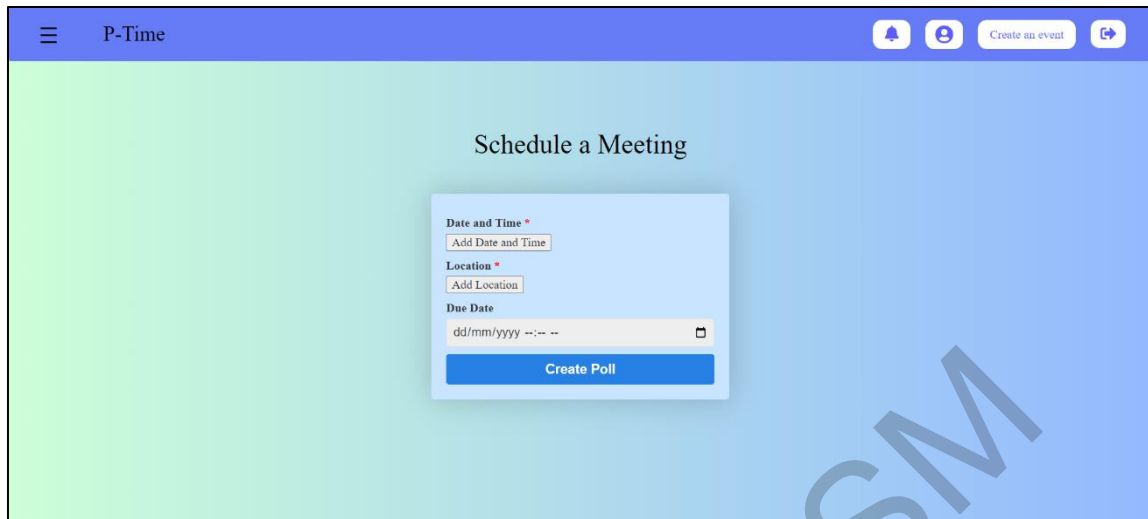 P-Time
Create an event
Schedule a Meeting
Date and Time *
Add Date and Time
Location *
Add Location
Due Date
dd/mm/yyyy --:-- --
Create Poll
SM